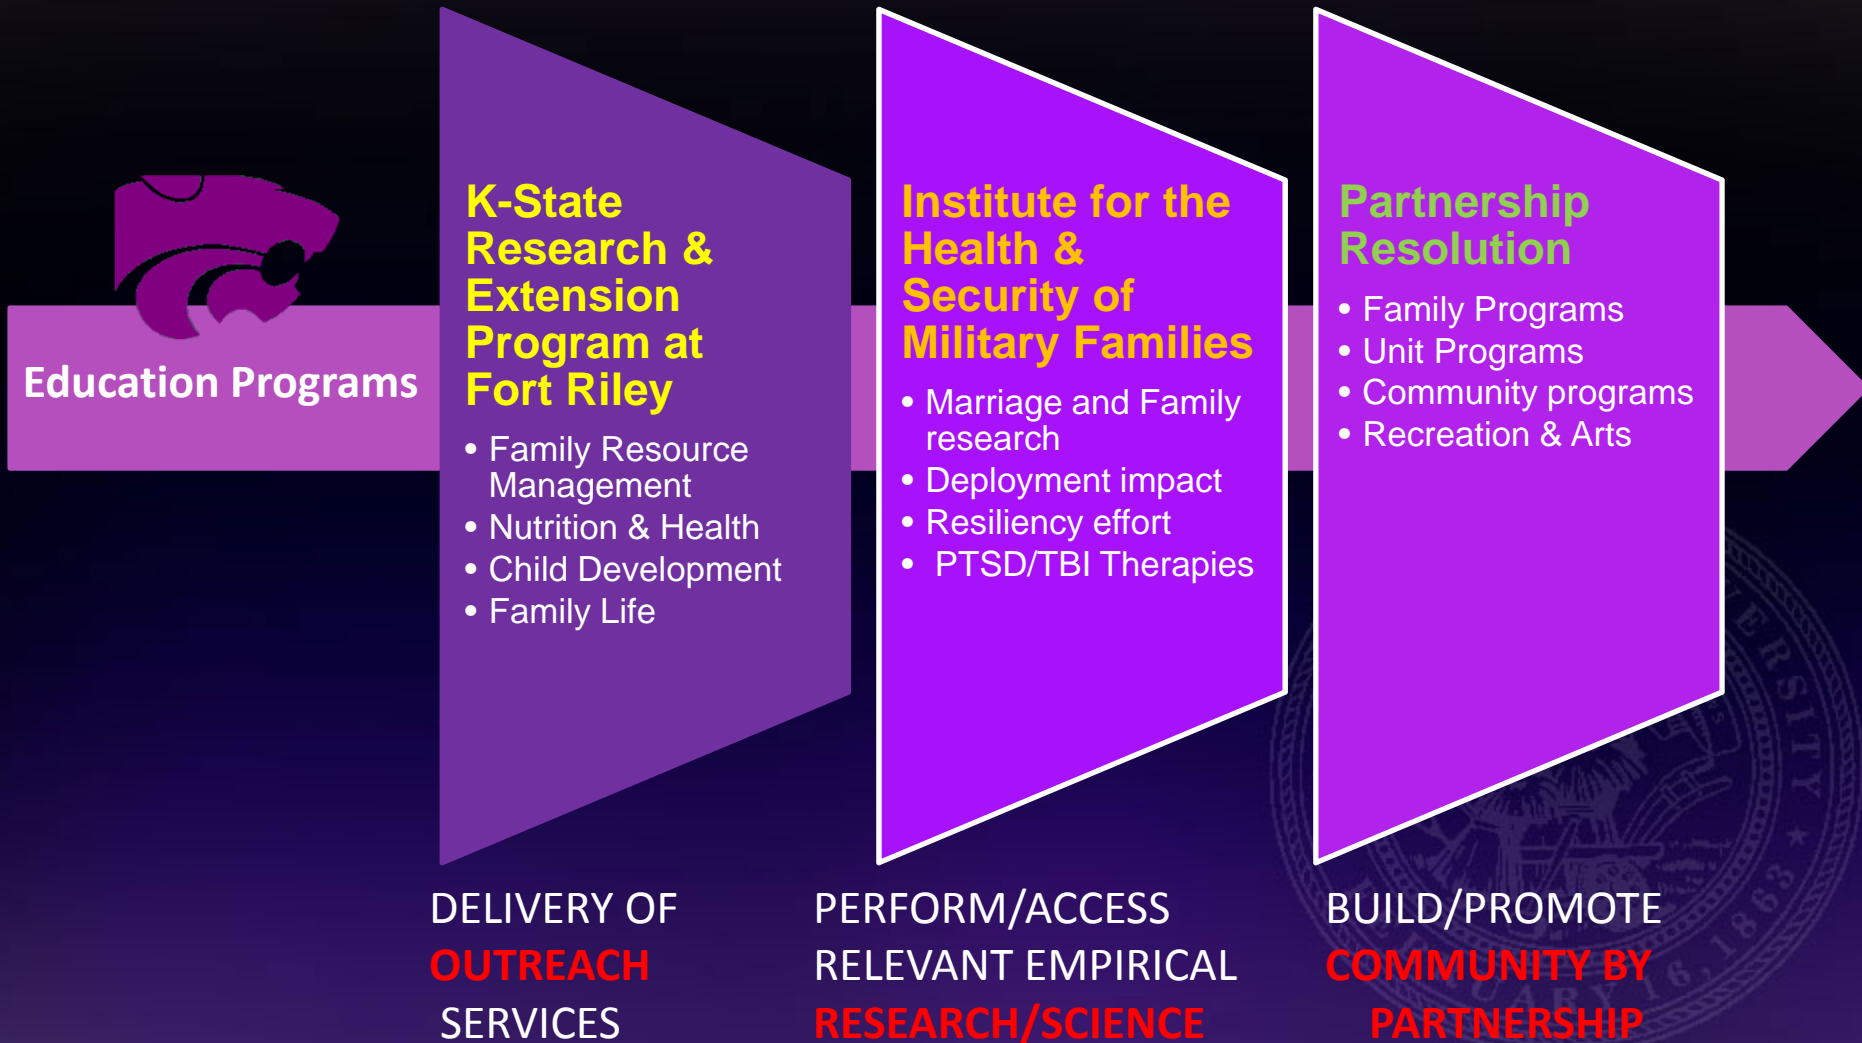 Education Programs
K-State
Research &
Extension
Program at
Fort Riley
• Family Resource
Management
• Nutrition & Health
• Child Development
• Family Life
Institute for the
Health &
Security of
Military Families
• Marriage and Family
research
• Deployment impact
• Resiliency effort
• PTSD/TBI Therapies
Partnership
Resolution
• Family Programs
• Unit Programs
• Community programs
• Recreation & Arts
DELIVERY OF
OUTREACH
SERVICES
PERFORM/ACCESS
RELEVANT EMPIRICAL
RESEARCH/SCIENCE
BUILD/PROMOTE
COMMUNITY BY
PARTNERSHIP
16, 1863